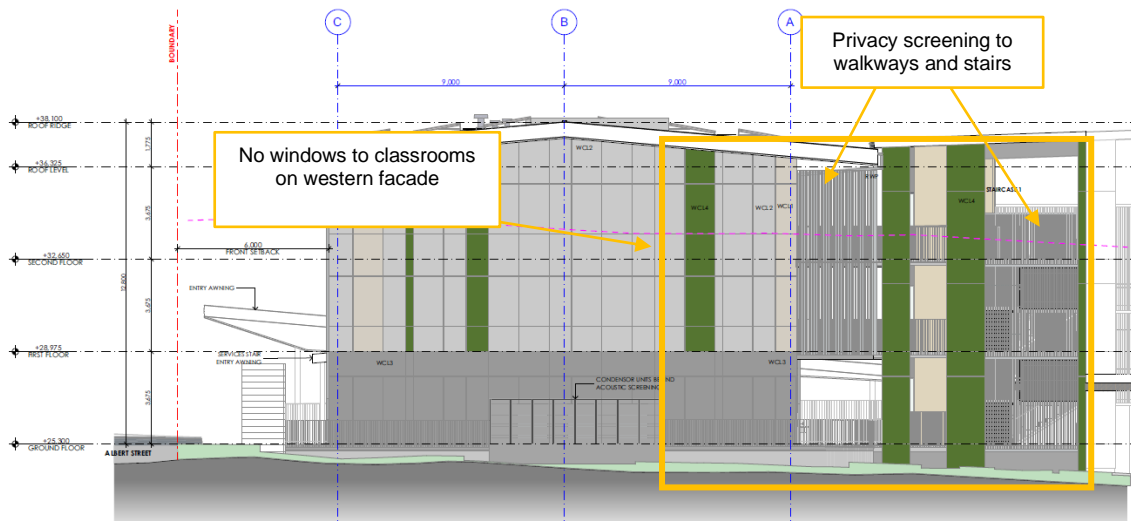 C
B
A
BOUNDARY
Privacy screening to
walkways and stairs
9,000
9,000
+38,100
ROOF RIDGE
1,775
WCL2
No windows to classrooms
on western facade
+36,325
ROOF LEVEL
RWP
STAIRCASE 1
WCL4
WCL2
WCL1
WCL4
3,675
6,000
FRONT SETBACK
+32,650
SECOND FLOOR
12,800
ENTRY AWNING
3,675
+28,975
FIRST FLOOR
SERVICES STAIR
ENTRY AWNING
WCL3
WCL3
CONDENSOR UNITS BEHIND
ACOUSTIC SCREENING
3,675
+25,300
GROUND FLOOR
ALBERT STREET